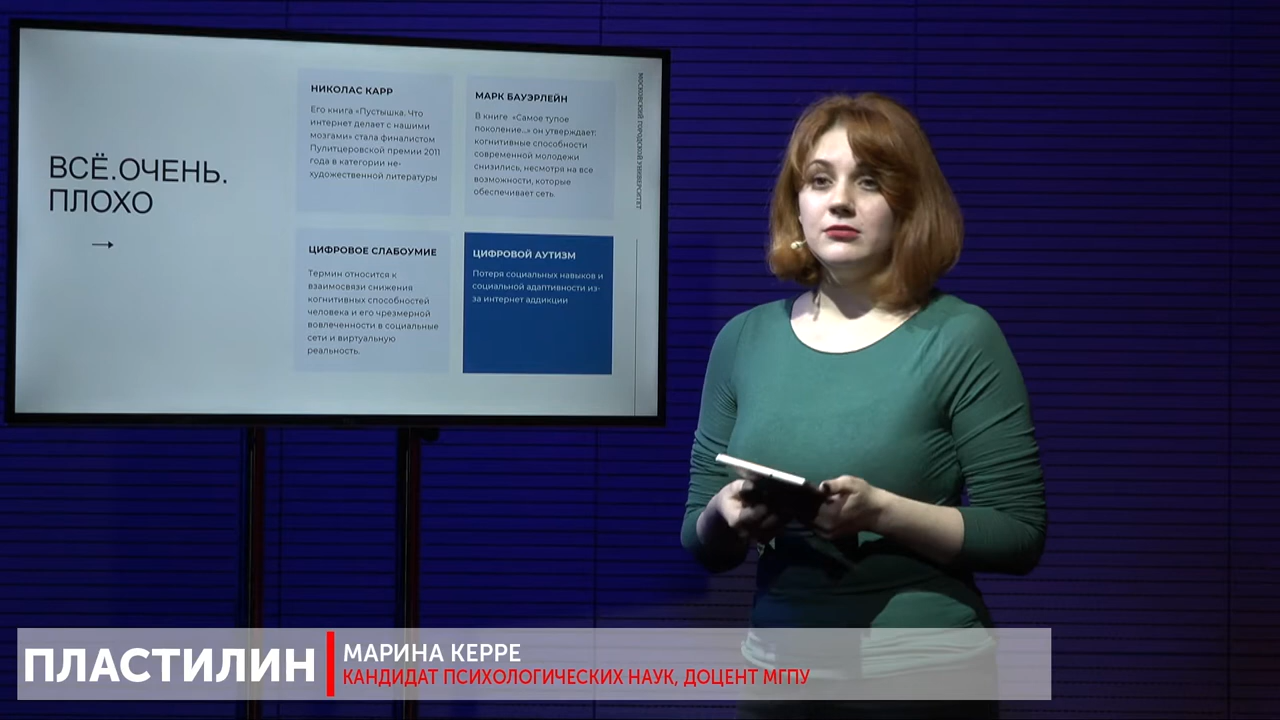 ВСЁ.ОЧЕНЬ.
ПЛОХО
НИКОЛАС КАРР
Его книга «Пустышка. Что
интернет делает с нашими
мозгами» стала финалистом
Пулитцеровской премии 2011
года в категории не-
художественной литературы
МАРК БАУЭРЛЕЙН
В книге «Самое тупое
поколение...» он утверждает:
когнитивные способности
современной молодежи
снизились, несмотря на все
возможности, которые
обеспечивает сеть.
ЦИФРОВОЕ СЛАБОУМИЕ
Термин относится к
взаимосвязи снижения
когнитивных способностей
человека и его чрезмерной
вовлеченности в социальные
сети и виртуальную
реальность.
ЦИФРОВОЙ АУТИЗМ
Потеря социальных навыков и
социальной адаптивности из-
за интернет аддикции
МОСКОВСКИЙ ГОРОДСКОЙ УНИВЕРСИТЕТ
ПЛАСТИЛИН
МАРИНА КЕРРЕ
КАНДИДАТ ПСИХОЛОГИЧЕСКИХ НАУК, ДОЦЕНТ МГПУ